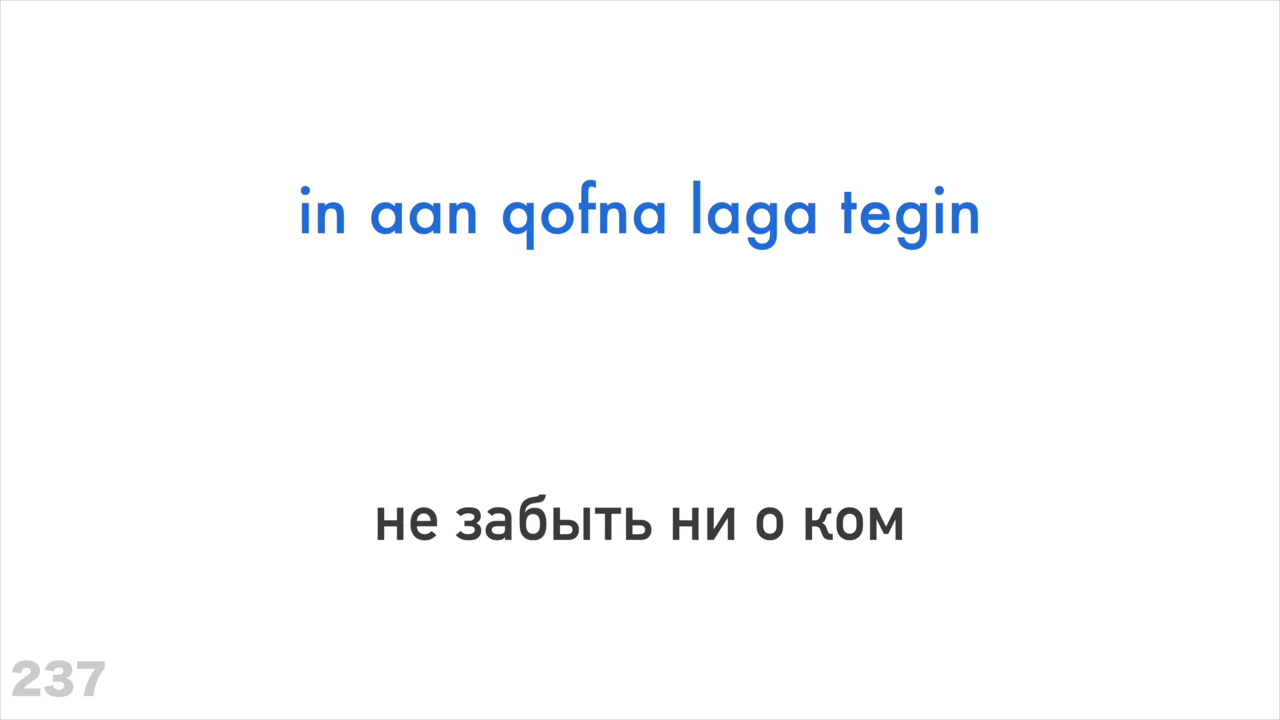 in aan qofna laga tegin
не забыть ни о ком
237